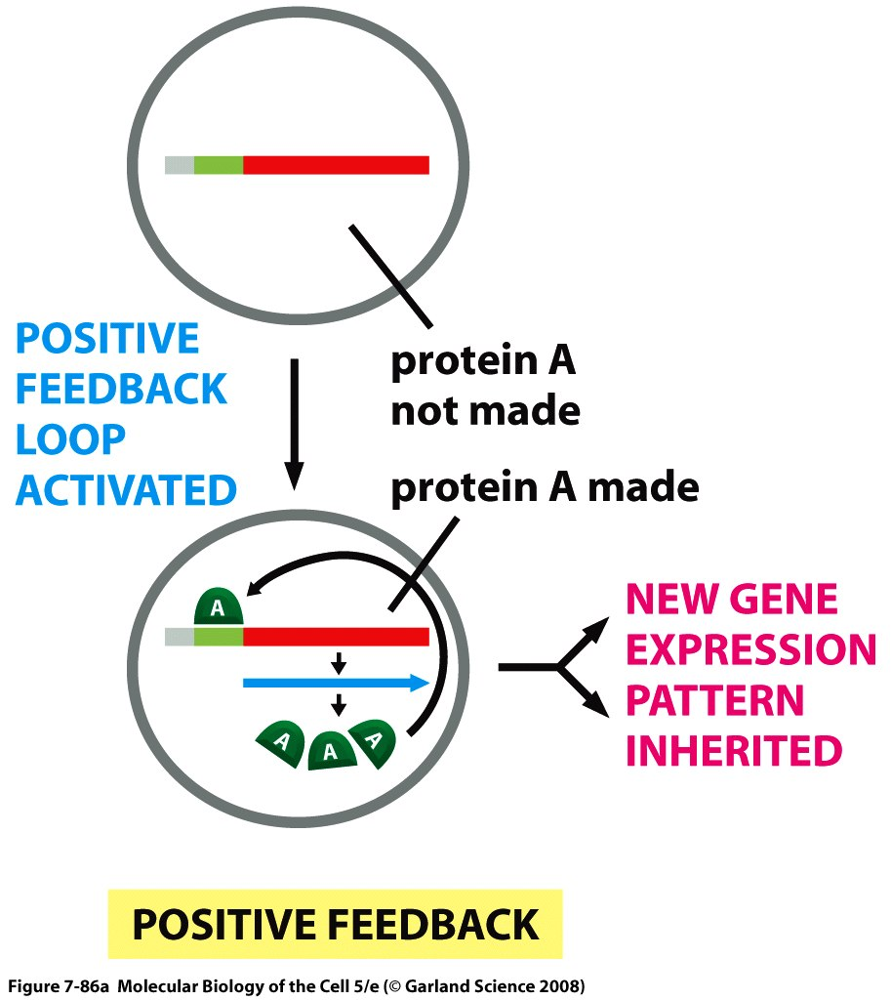 POSITIVE
FEEDBACK
LOOP
ACTIVATED
protein A
not made
protein A made
A
A
A
A
NEW GENE
EXPRESSION
PATTERN
INHERITED
POSITIVE FEEDBACK
Figure 7-86a Molecular Biology of the Cell 5/e (© Garland Science 2008)